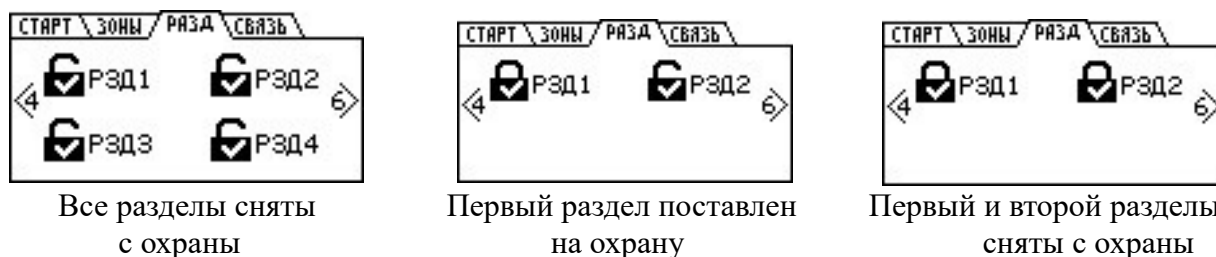 СТАРТ ЗОНЫ РАЗД СВЯЗЬ
РЗД1 РЗД2
4 6
РЗД3 РЗД4
Все разделы сняты
с охраны
СТАРТ ЗОНЫ РАЗД СВЯЗЬ
РЗД1 РЗД2
4 6
Первый раздел поставлен
на охрану
СТАРТ ЗОНЫ РАЗД СВЯЗЬ
РЗД1 РЗД2
4 6
Первый и второй разделы
сняты с охраны